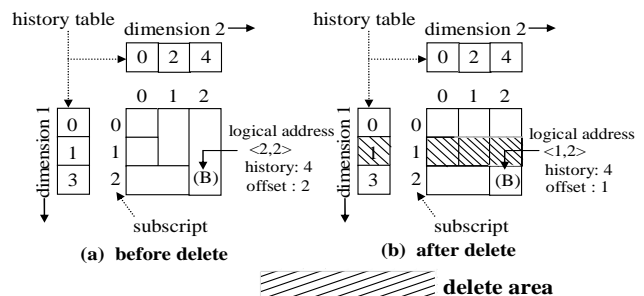 history table
dimension 2
0 2 4
0 1 2
dimension 1
0
1
3
0
1
2
(B)
logical address
<2,2>
history: 4
offset : 2
subscript
(a) before delete
history table
dimension 2
0 2 4
0 1 2
dimension 1
0
1
3
0
1
2
(B)
logical address
<1,2>
history: 4
offset : 1
subscript
(b) after delete
delete area